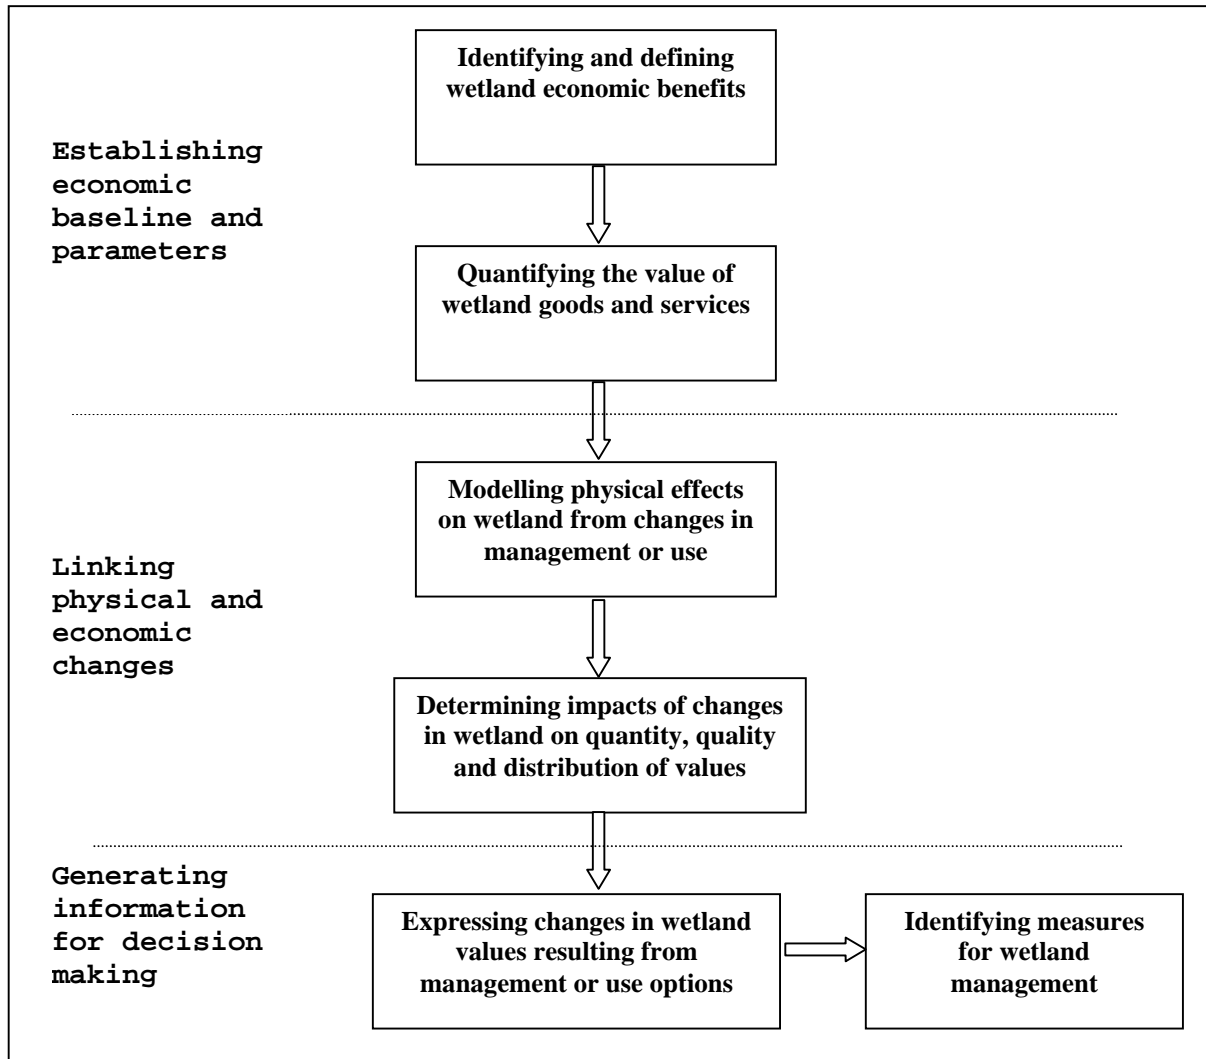 Identifying and defining
wetland economic benefits
Establishing
economic
baseline and
parameters
Quantifying the value of
wetland goods and services
Modelling physical effects
on wetland from changes in
management or use
Linking
physical and
economic
changes
Determining impacts of changes
in wetland on quantity, quality
and distribution of values
Generating
information
for decision
making
Expressing changes in wetland
values resulting from
management or use options
Identifying measures
for wetland
management